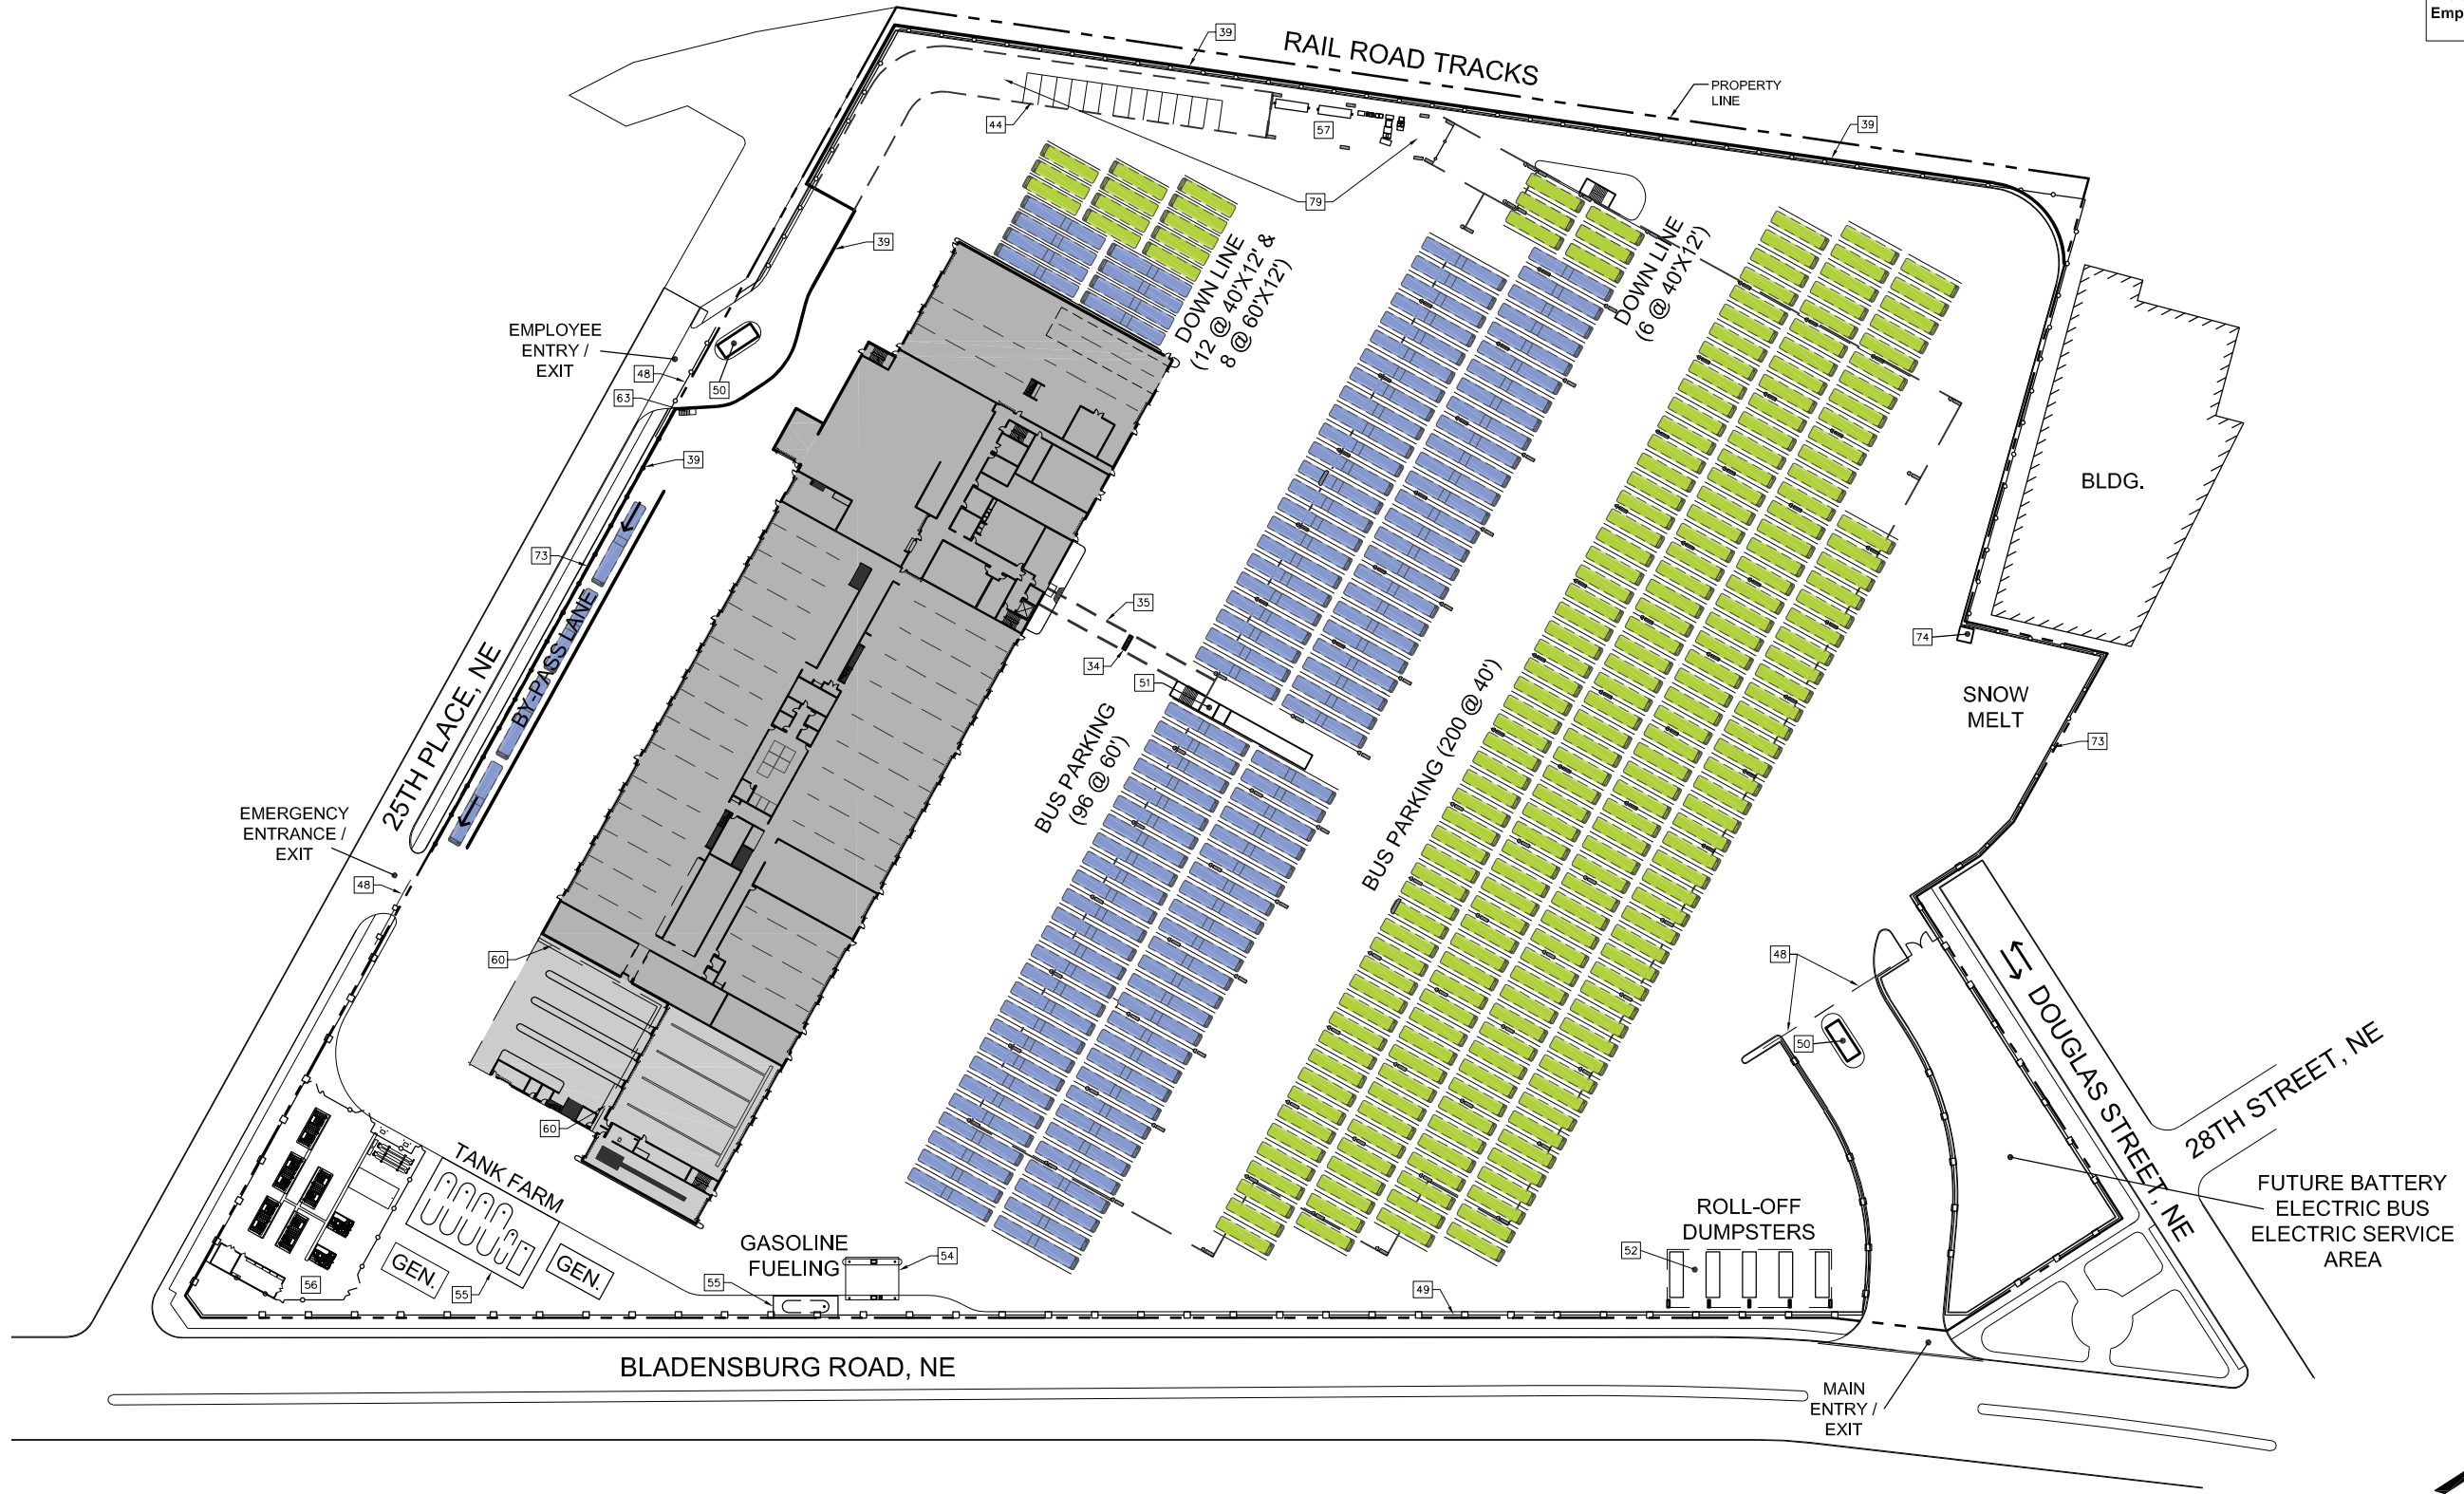 Emp
39
RAIL ROAD TRACKS
PROPERTY
LINE
44
57
39
79
39
DOWN LINE
(12 @ 40'X12' &
8 @ 60'X12')
DOWN LINE
(6 @ 40'X12')
EMPLOYEE
ENTRY /
EXIT
48
50
63
39
BLDG.
73
BY-PASS LANE
25TH PLACE, NE
35
34
51
74
SNOW
MELT
73
BUS PARKING
(96 @ 60')
BUS PARKING (200 @ 40')
EMERGENCY
ENTRANCE /
EXIT
48
60
48
50
DOUGLAS STREET, NE
28TH STREET, NE
60
TANK FARM
FUTURE BATTERY
ELECTRIC BUS
ELECTRIC SERVICE
AREA
ROLL-OFF
DUMPSTERS
52
GASOLINE
FUELING
54
GEN.
GEN.
55
55
56
49
BLADENSBURG ROAD, NE
MAIN
ENTRY /
EXIT